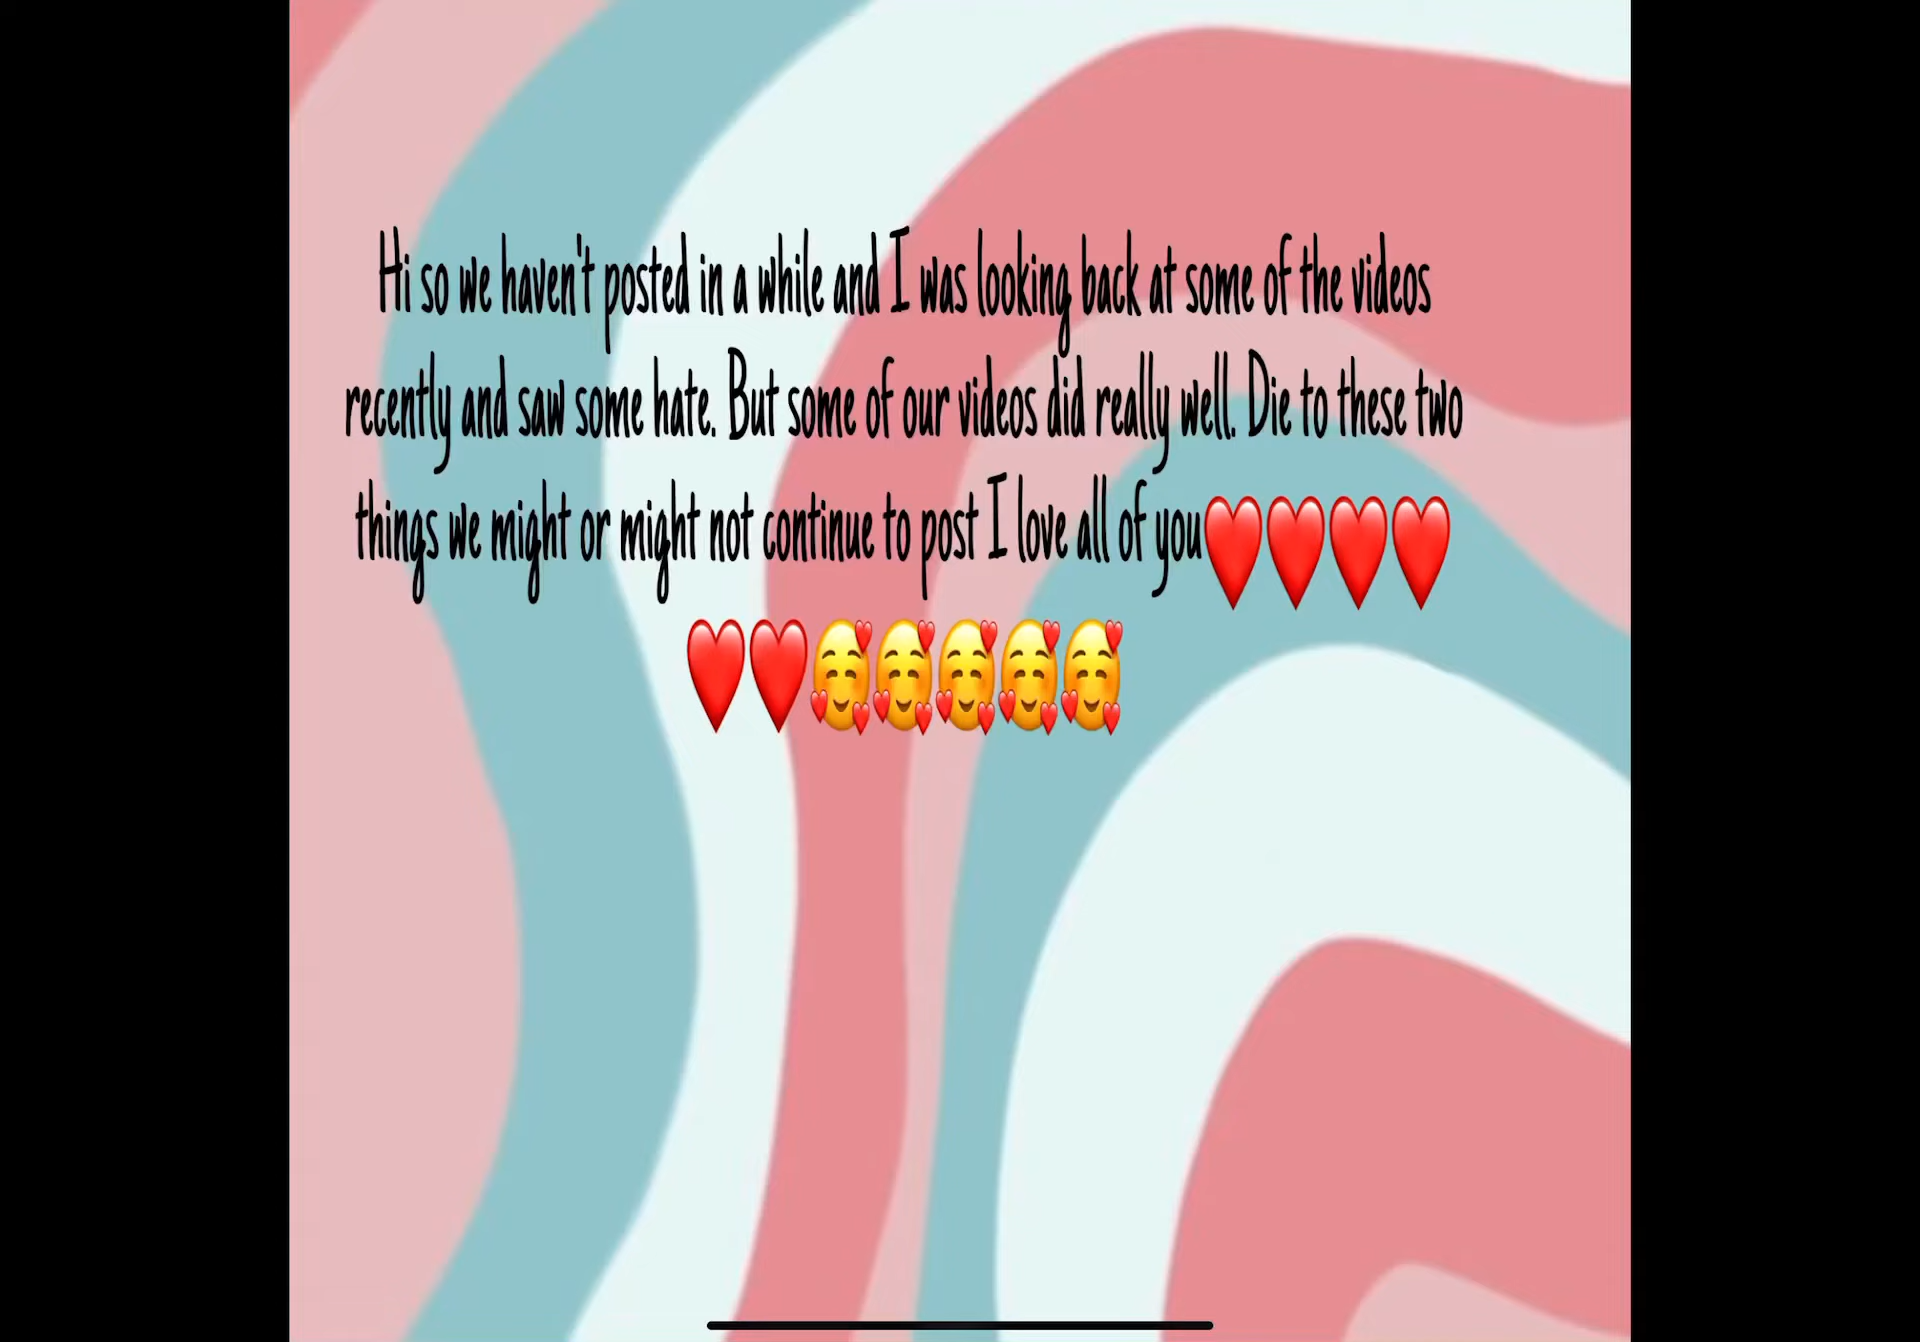 Hi so we haven't posted in a while and I was looking back at some of the videos
recently and saw some hate. But some of our videos did really well. Die to these two
things we might or might not continue to post I love all of you❤️❤️❤️❤️
❤️❤️🥰🥰🥰🥰🥰